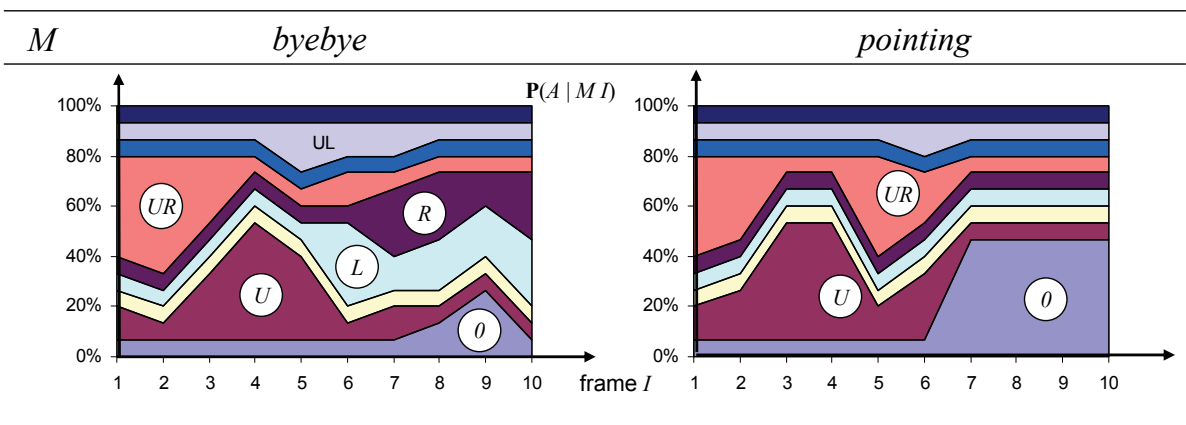 M byebye pointing
P(A | M I)
100% 100%
80% 80%
60% 60%
40% 40%
20% 20%
0% 0%
UL
UR UR
R
L
U U
0 0
1 2 3 4 5 6 7 8 9 10 frame I 1 2 3 4 5 6 7 8 9 10